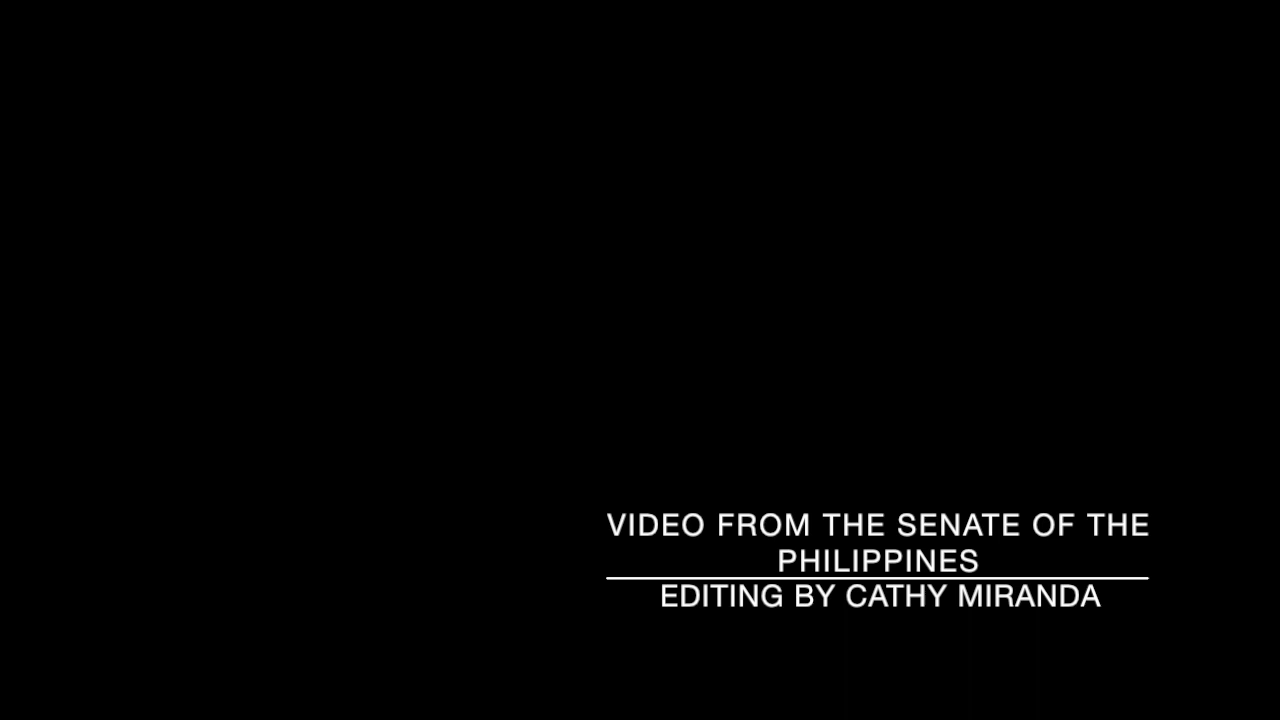 VIDEO FROM THE SENATE OF THE
PHILIPPINES
EDITING BY CATHY MIRANDA